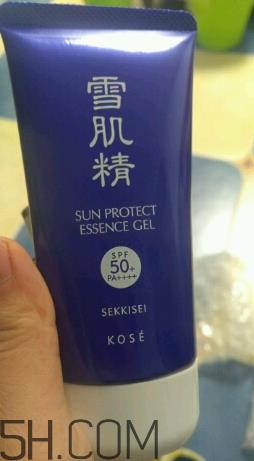 雪肌精
SUN PROTECT
ESSENCE GEL
SPF
50+
PA++++
SEKKISEI
KOSÉ
5H.COM